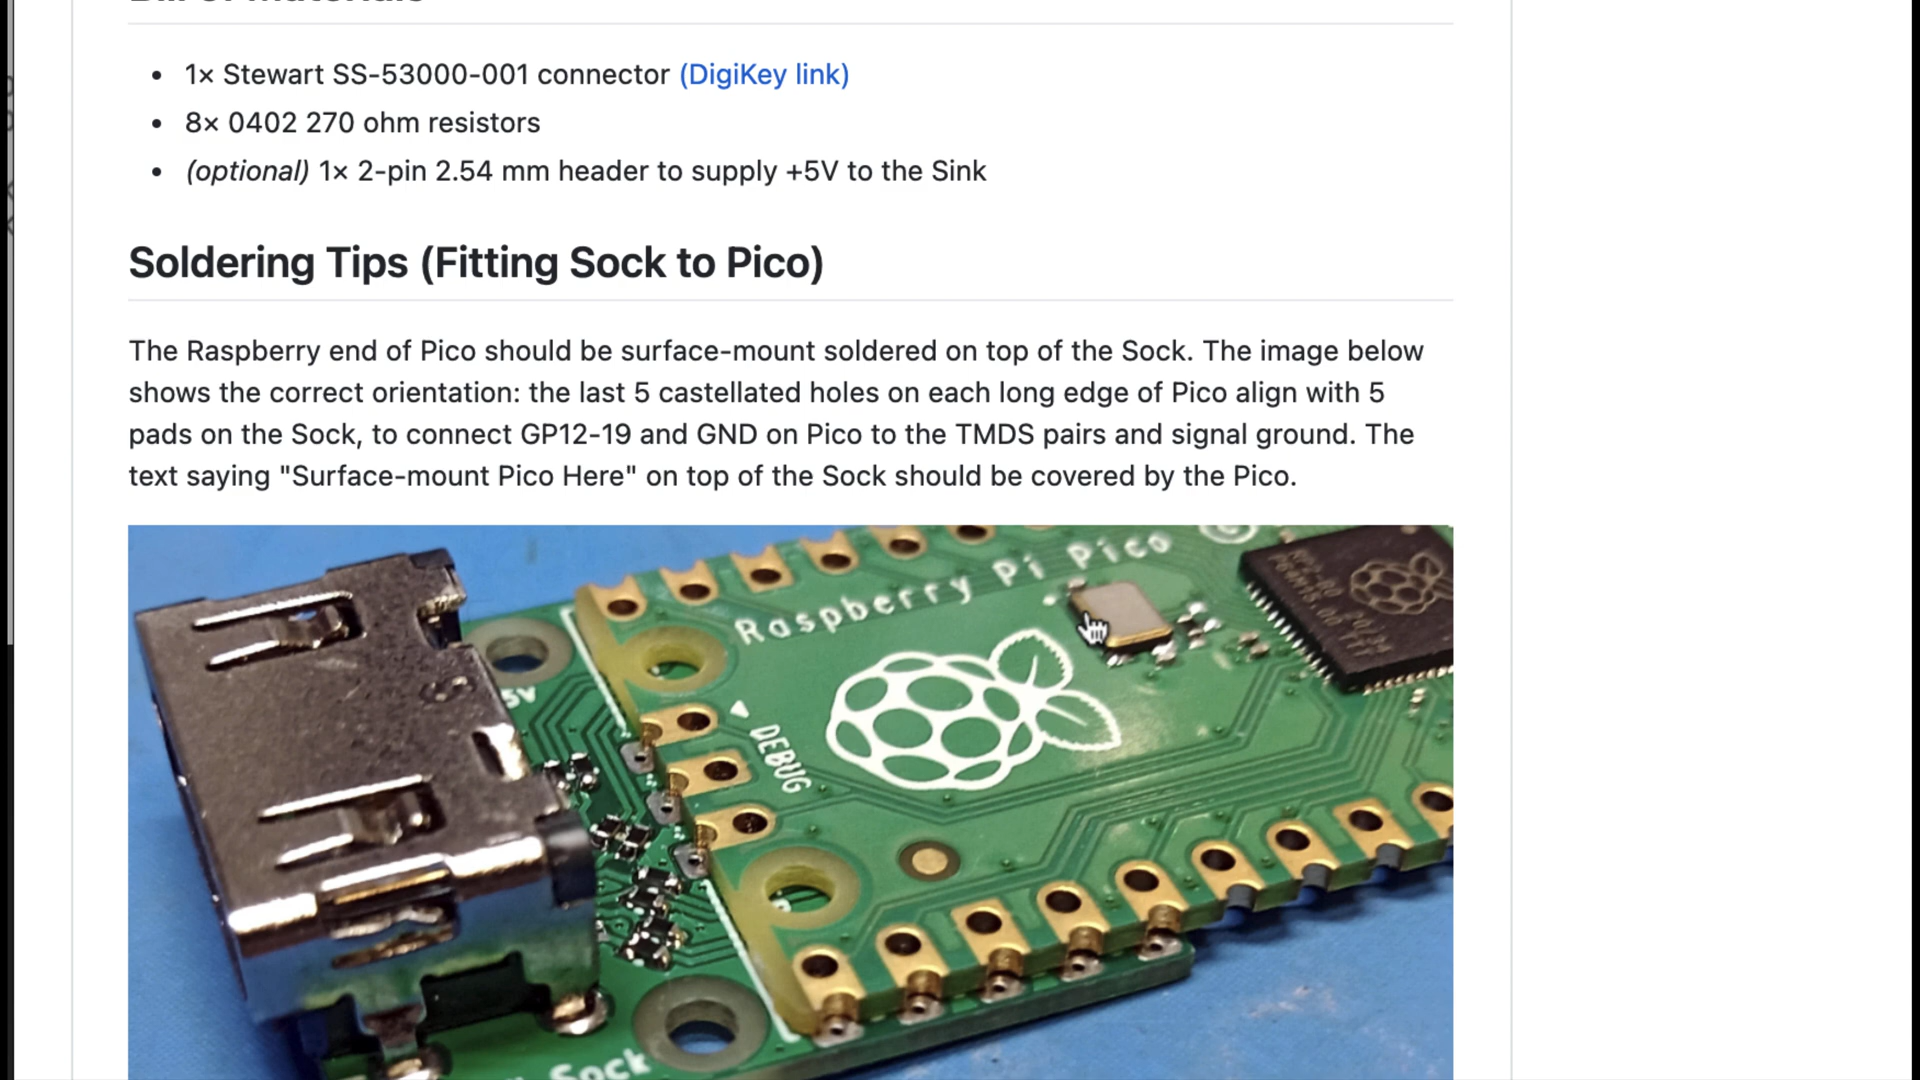 Bill of Materials
1× Stewart SS-53000-001 connector (DigiKey link)
8× 0402 270 ohm resistors
(optional) 1× 2-pin 2.54 mm header to supply +5V to the Sink
Soldering Tips (Fitting Sock to Pico)
The Raspberry end of Pico should be surface-mount soldered on top of the Sock. The image below
shows the correct orientation: the last 5 castellated holes on each long edge of Pico align with 5
pads on the Sock, to connect GP12-19 and GND on Pico to the TMDS pairs and signal ground. The
text saying "Surface-mount Pico Here" on top of the Sock should be covered by the Pico.
Raspberry Pi Pico ©
5V
DEBUG
Sock